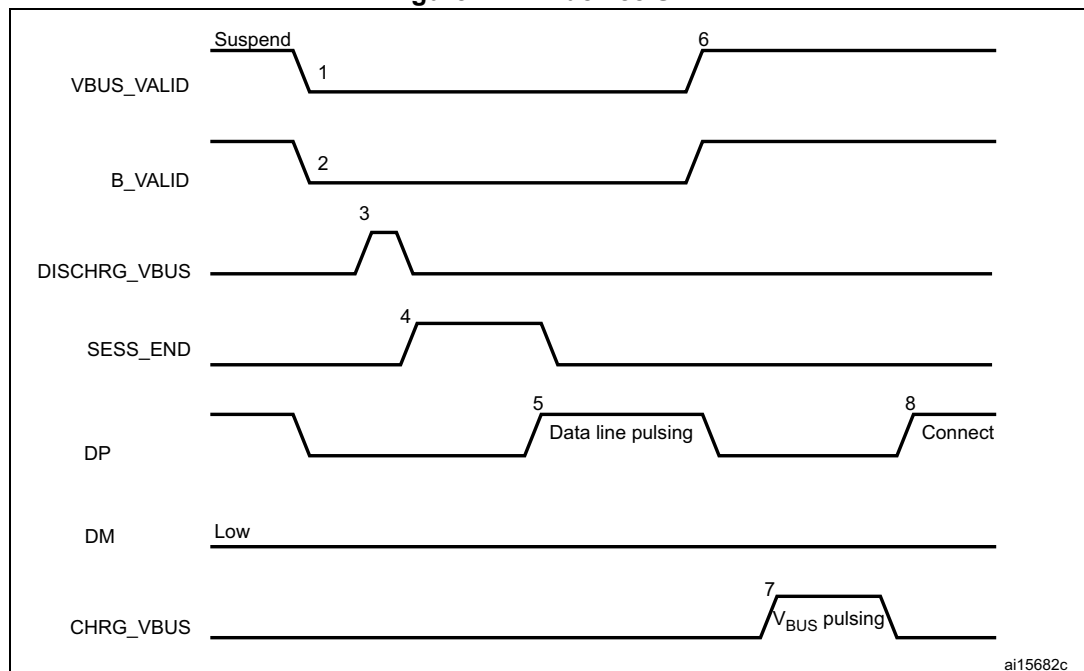 Suspend
6
VBUS_VALID
1
B_VALID
2
3
DISCHRG_VBUS
4
SESS_END
5
8
DP
Data line pulsing
Connect
DM
Low
7
CHRG_VBUS
VBUS pulsing
ai15682c